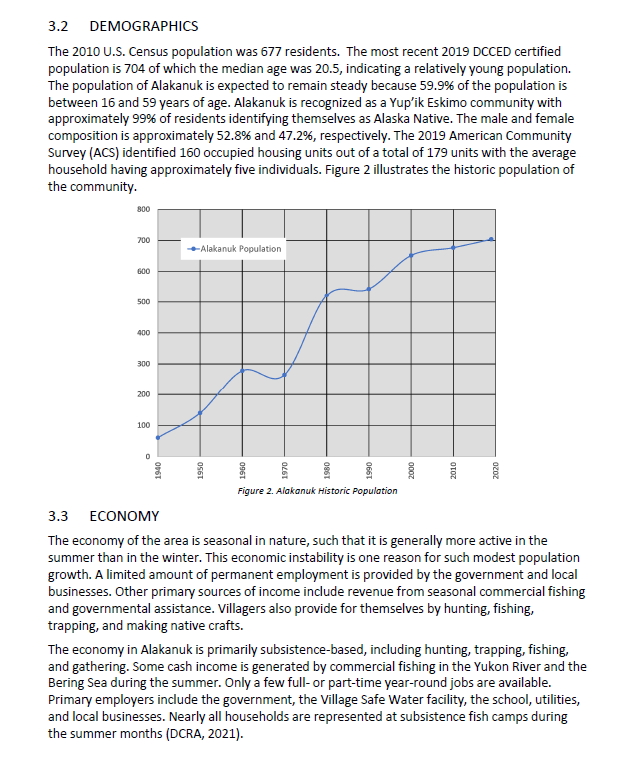 3.2 DEMOGRAPHICS
The 2010 U.S. Census population was 677 residents. The most recent 2019 DCCED certified
population is 704 of which the median age was 20.5, indicating a relatively young population.
The population of Alakanuk is expected to remain steady because 59.9% of the population is
between 16 and 59 years of age. Alakanuk is recognized as a Yup’ik Eskimo community with
approximately 99% of residents identifying themselves as Alaska Native. The male and female
composition is approximately 52.8% and 47.2%, respectively. The 2019 American Community
Survey (ACS) identified 160 occupied housing units out of a total of 179 units with the average
household having approximately five individuals. Figure 2 illustrates the historic population of
the community.
800
700
Alakanuk Population
600
500
400
300
200
100
0
1940
1950
1960
1970
1980
1990
2000
2010
2020
Figure 2. Alakanuk Historic Population
3.3 ECONOMY
The economy of the area is seasonal in nature, such that it is generally more active in the
summer than in the winter. This economic instability is one reason for such modest population
growth. A limited amount of permanent employment is provided by the government and local
businesses. Other primary sources of income include revenue from seasonal commercial fishing
and governmental assistance. Villagers also provide for themselves by hunting, fishing,
trapping, and making native crafts.
The economy in Alakanuk is primarily subsistence-based, including hunting, trapping, fishing,
and gathering. Some cash income is generated by commercial fishing in the Yukon River and the
Bering Sea during the summer. Only a few full- or part-time year-round jobs are available.
Primary employers include the government, the Village Safe Water facility, the school, utilities,
and local businesses. Nearly all households are represented at subsistence fish camps during
the summer months (DCRA, 2021).